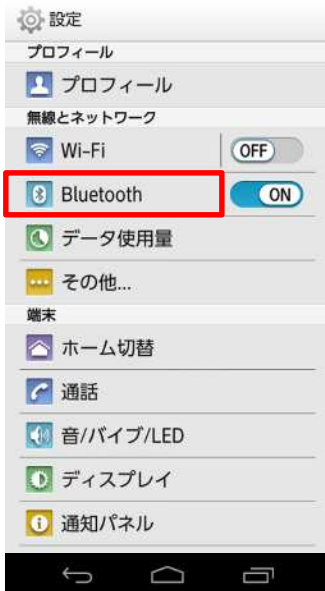 設定
プロフィール
プロフィール
無線とネットワーク
Wi-Fi OFF
Bluetooth ON
データ使用量
その他...
端末
ホーム切替
通話
音/バイブ/LED
ディスプレイ
通知パネル